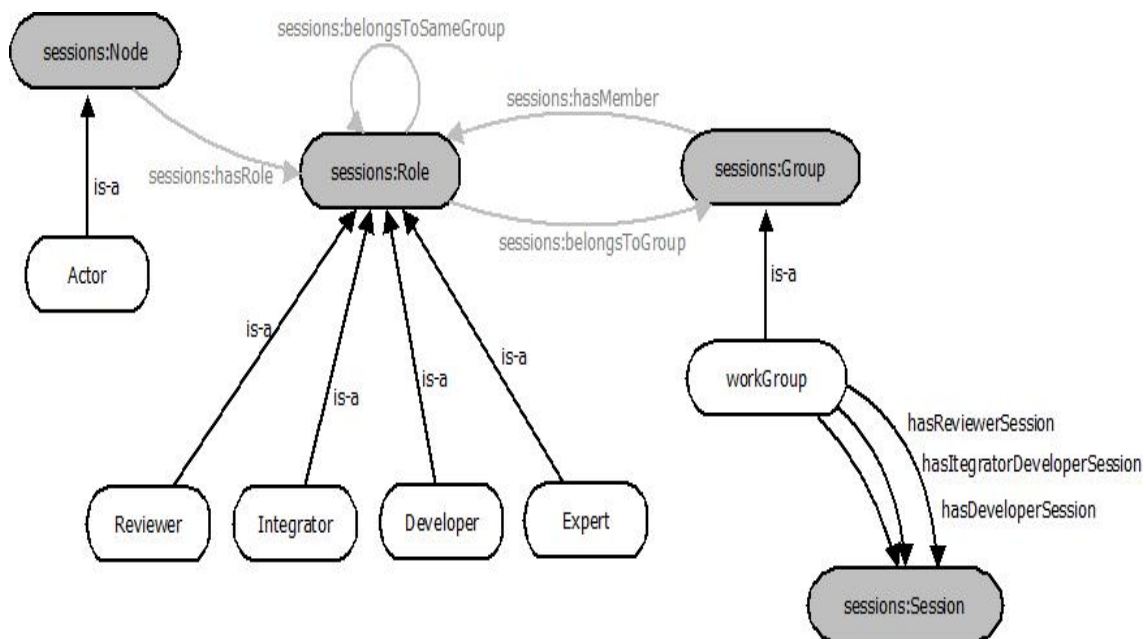 sessions:belongsToSameGroup
sessions:Node
sessions:hasMember
sessions:hasRole
sessions:Role
sessions:Group
is-a
sessions:belongsToGroup
Actor
is-a
is-a
is-a
is-a
is-a
workGroup
hasReviewerSession
hasItegratorDeveloperSession
hasDeveloperSession
Reviewer
Integrator
Developer
Expert
sessions:Session